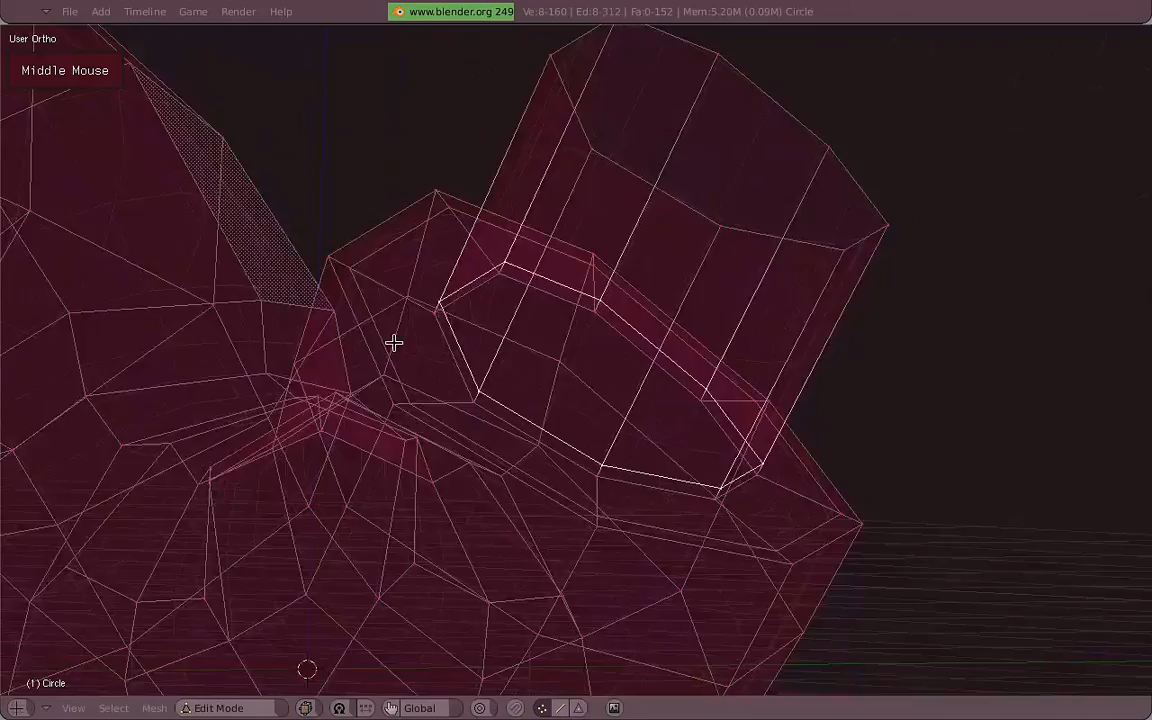 File Add Timeline Game Render Help www.blender.org 249 Ve:8-160 | Ed:8-312 | Fa:0-152 | Mem:5.20M (0.09M) Circle
User Ortho
Middle Mouse
(1) Circle
View Select Mesh Edit Mode Global